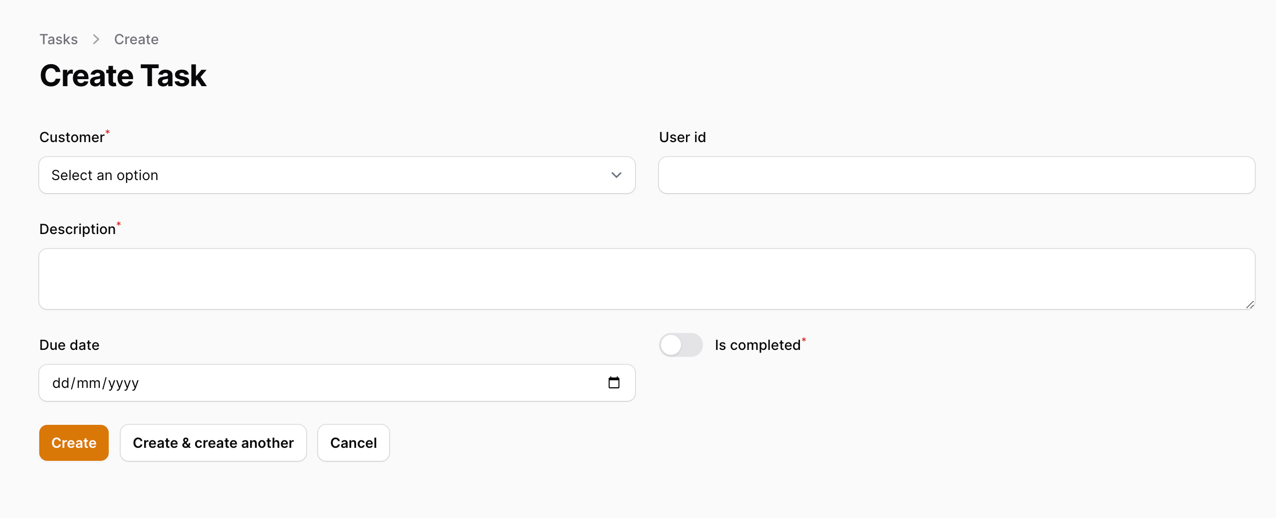 Tasks > Create
Create Task
Customer* User id
Select an option
Description*
Due date Is completed*
dd/mm/yyyy
Create Create & create another Cancel